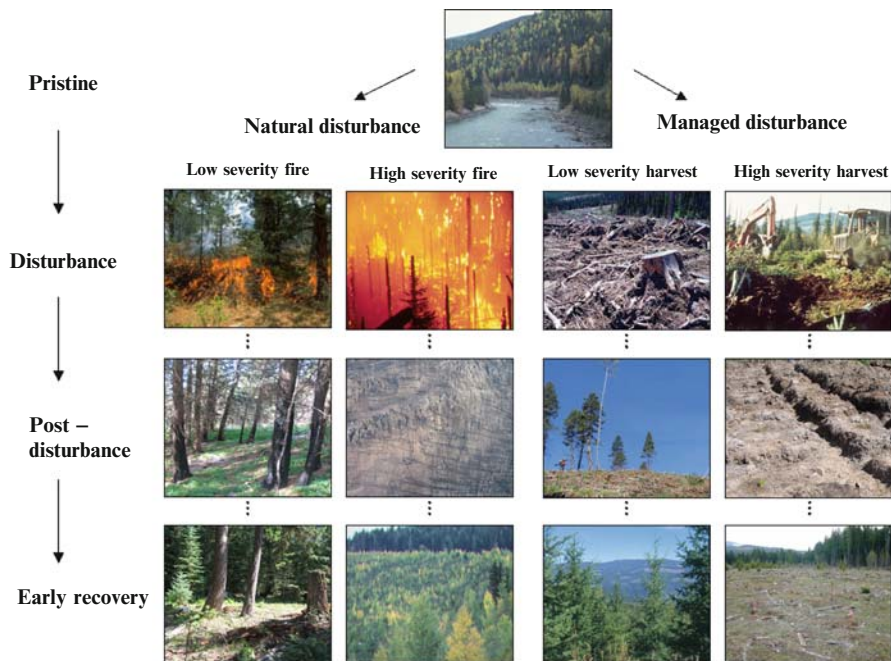 Pristine
Natural disturbance
Managed disturbance
Low severity fire
High severity fire
Low severity harvest
High severity harvest
Disturbance
Post –
disturbance
Early recovery